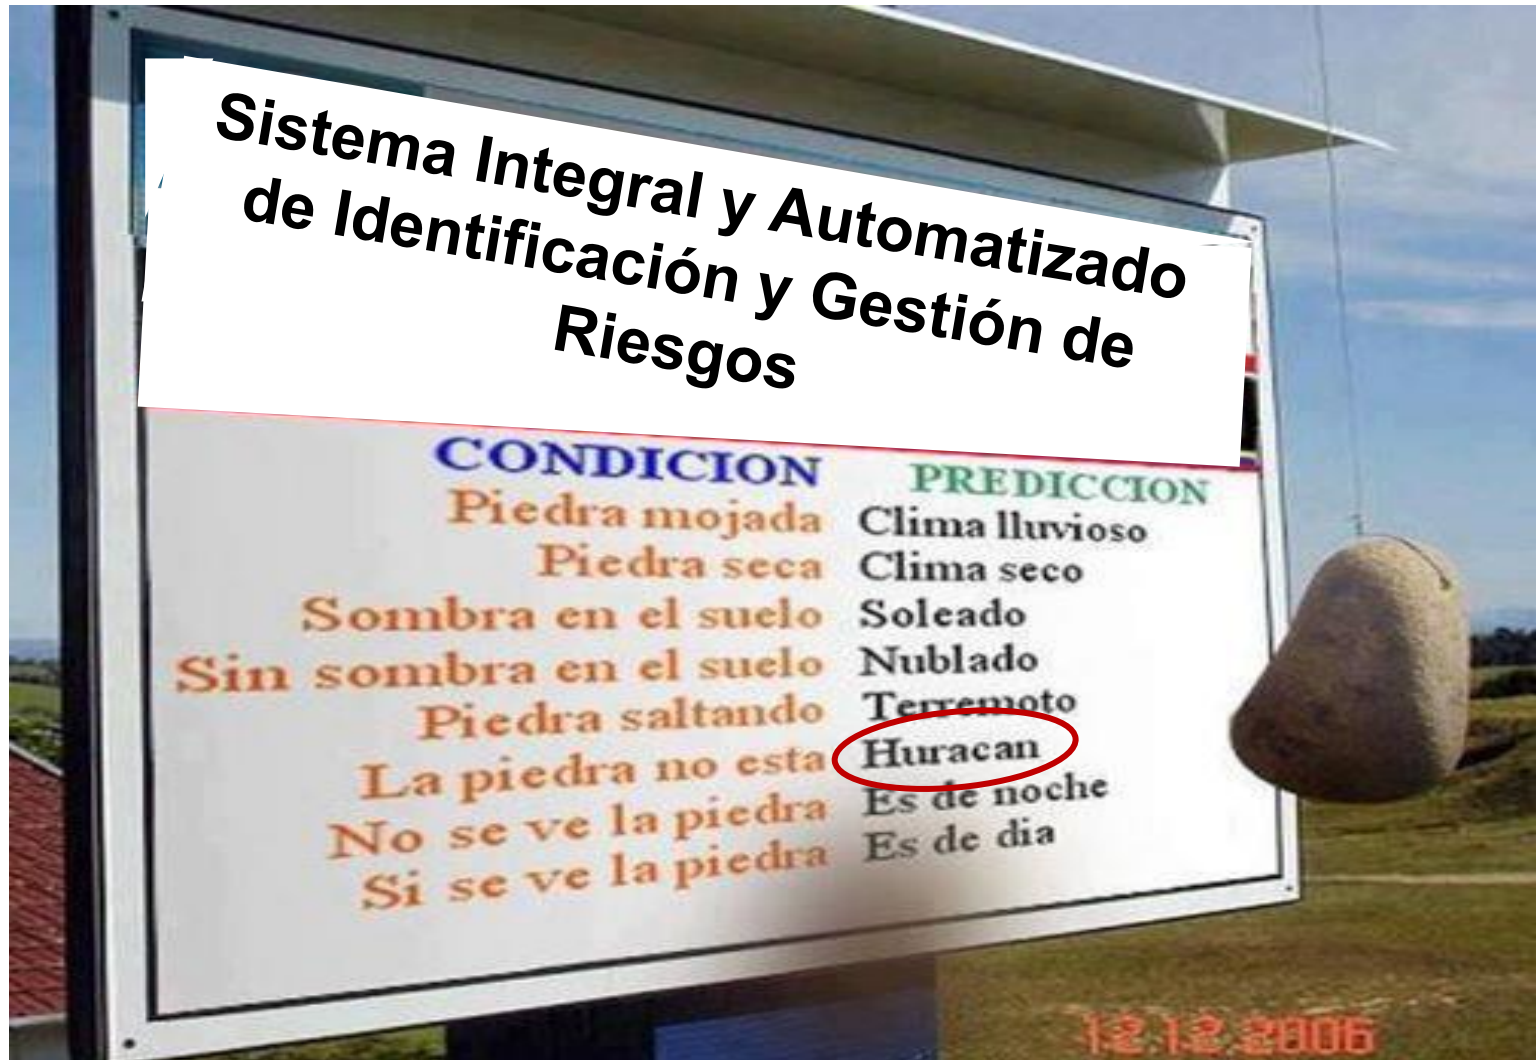 Sistema Integral y Automatizado
de Identificación y Gestión de
Riesgos
CONDICION PREDICCION
Piedra mojada Clima lluvioso
Piedra seca Clima seco
Sombra en el suelo Soleado
Sin sombra en el suelo Nublado
Piedra saltando Terremoto
La piedra no esta Huracan
No se ve la piedra Es de noche
Si se ve la piedra Es de dia
12.12.2006